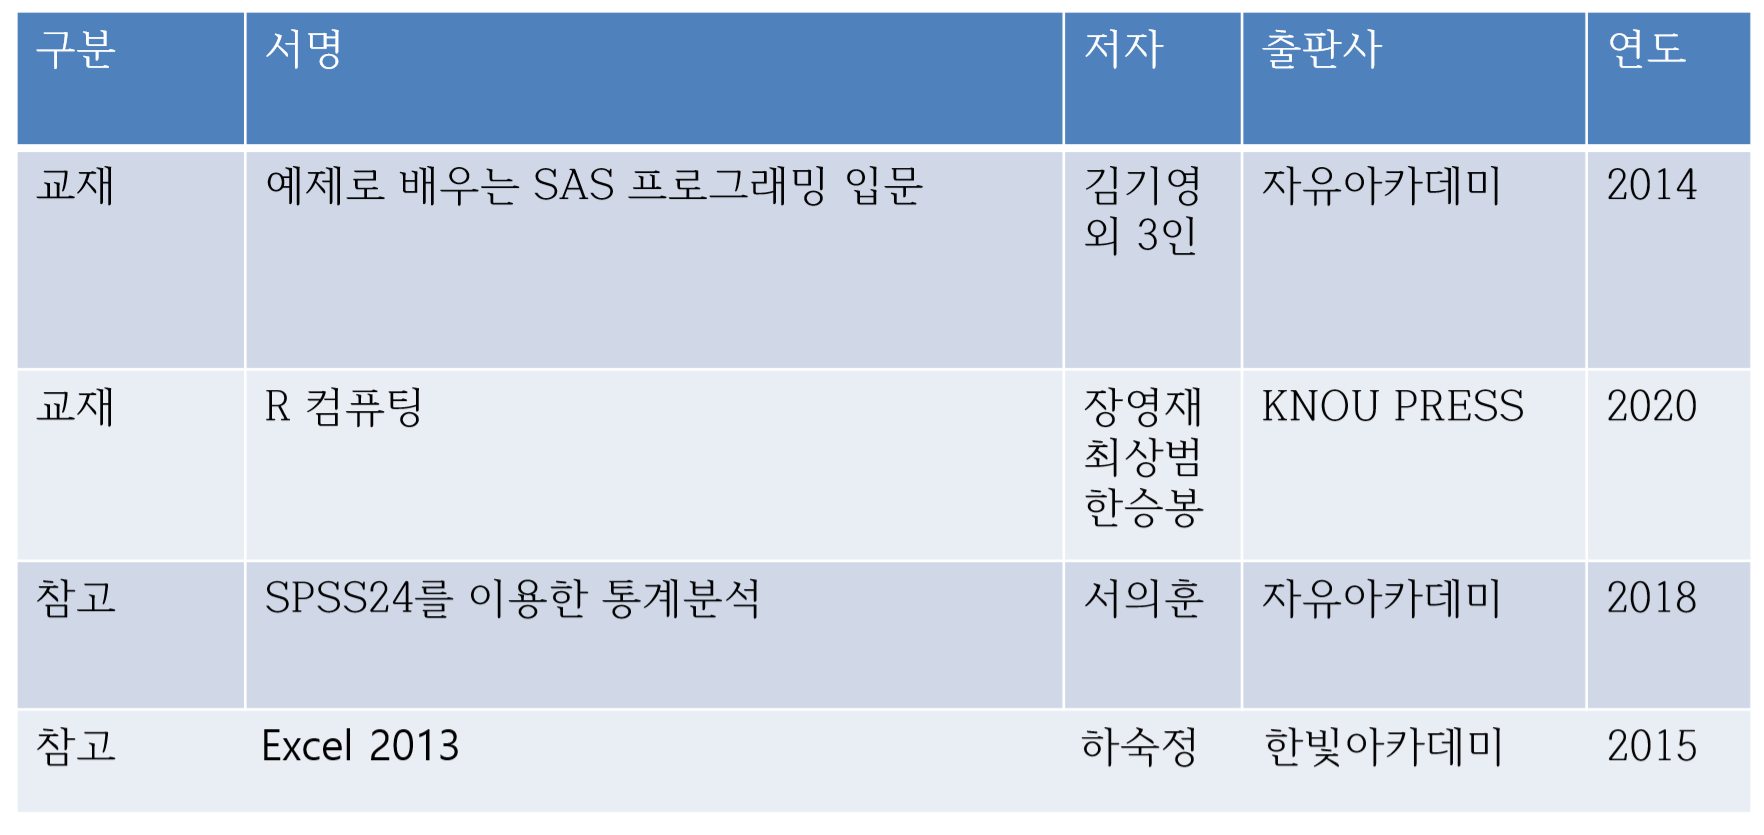 구분 서명 저자 출판사 연도
교재 예제로 배우는 SAS 프로그래밍 입문 김기영 자유아카데미 2014
외 3인
교재 R 컴퓨팅 장영재 KNOU PRESS 2020
최상범
한승봉
참고 SPSS24를 이용한 통계분석 서의훈 자유아카데미 2018
참고 Excel 2013 하숙정 한빛아카데미 2015